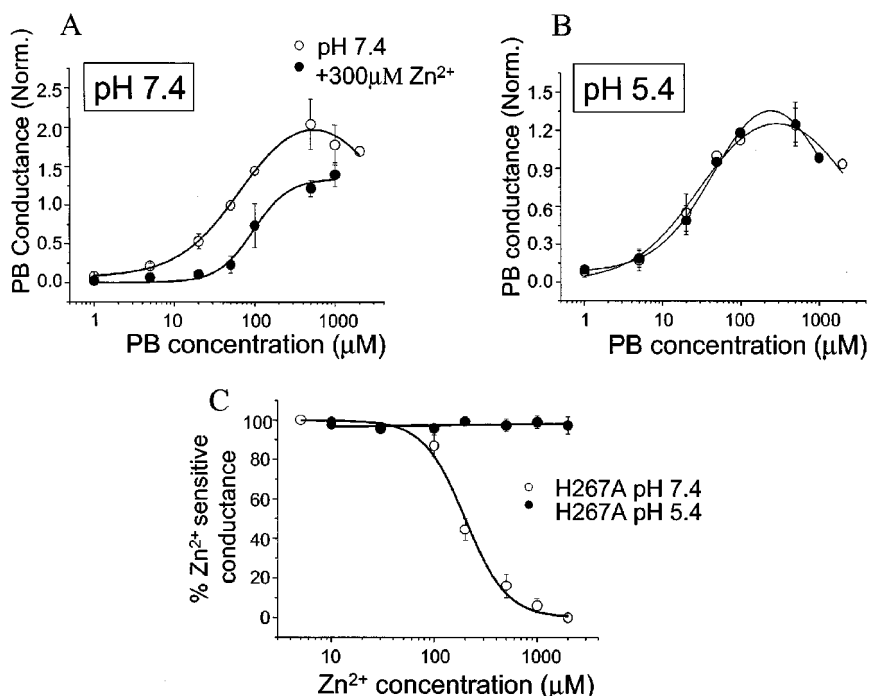 A
pH 7.4
○ pH 7.4
● +300μM Zn²⁺
PB Conductance (Norm.)
2.5
2.0
1.5
1.0
0.5
0.0
1
10
100
1000
PB concentration (μM)
B
pH 5.4
PB conductance (Norm.)
1.5
1.2
0.9
0.6
0.3
0.0
1
10
100
1000
PB concentration (μM)
C
% Zn²⁺ sensitive
conductance
100
80
60
40
20
0
○ H267A pH 7.4
● H267A pH 5.4
10
100
1000
Zn²⁺ concentration (μM)